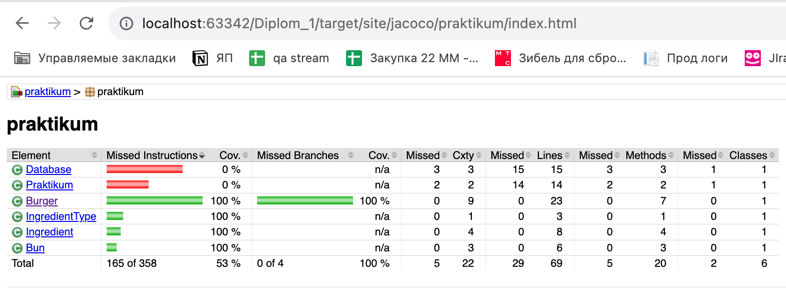 localhost:63342/Diplom_1/target/site/jacoco/praktikum/index.html
Управляемые закладки ЯП qa stream Закупка 22 ММ -... МТС Зибель для сбро... Прод логи JIra
praktikum > praktikum
praktikum
Element Missed Instructions Cov. Missed Branches Cov. Missed Cxty Missed Lines Missed Methods Missed Classes
Database 0 % n/a 3 3 15 15 3 3 1 1
Praktikum 0 % n/a 2 2 14 14 2 2 1 1
Burger 100 % 100 % 0 9 0 23 0 7 0 1
IngredientType 100 % n/a 0 1 0 3 0 1 0 1
Ingredient 100 % n/a 0 4 0 8 0 4 0 1
Bun 100 % n/a 0 3 0 6 0 3 0 1
Total 165 of 358 53 % 0 of 4 100 % 5 22 29 69 5 20 2 6